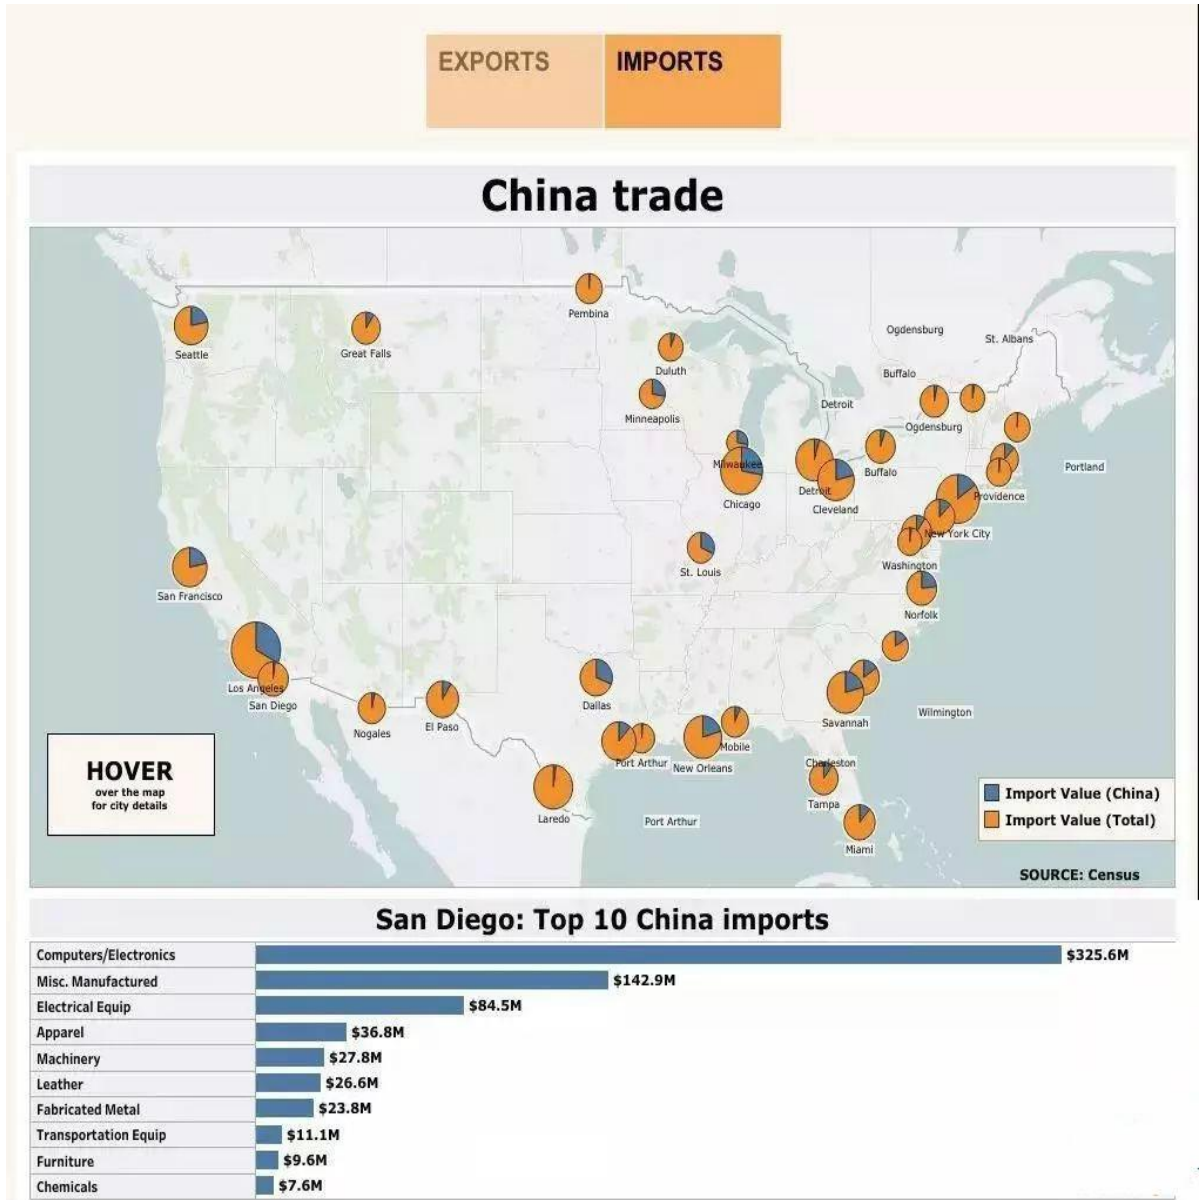 EXPORTS
IMPORTS
China trade
Pembina
Seattle
Great Falls
Ogdensburg
St. Albans
Duluth
Buffalo
Minneapolis
Detroit
Ogdensburg
Milwaukee
Buffalo
Portland
Detroit
Chicago
Cleveland
Providence
New York City
St. Louis
Washington
San Francisco
Norfolk
Los Angeles
San Diego
Dallas
Nogales
El Paso
Savannah
Wilmington
Mobile
Port Arthur
New Orleans
Charleston
Tampa
Laredo
Port Arthur
Miami
HOVER
over the map
for city details
Import Value (China)
Import Value (Total)
SOURCE: Census
San Diego: Top 10 China imports
Computers/Electronics $325.6M
Misc. Manufactured $142.9M
Electrical Equip $84.5M
Apparel $36.8M
Machinery $27.8M
Leather $26.6M
Fabricated Metal $23.8M
Transportation Equip $11.1M
Furniture $9.6M
Chemicals $7.6M